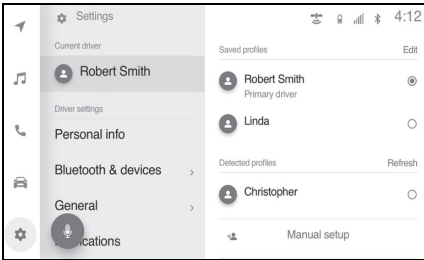 Settings
4:12
Current driver
Robert Smith
Driver settings
Personal info
Bluetooth & devices
General
ications
Saved profiles
Edit
Robert Smith
Primary driver
Linda
Detected profiles
Refresh
Christopher
Manual setup